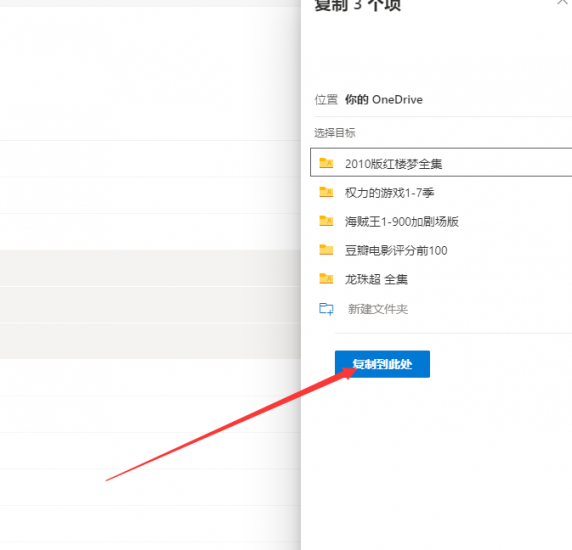 复制 3 个项
位置 你的 OneDrive
选择目标
2010版红楼梦全集
权力的游戏1-7季
海贼王1-900加剧场版
豆瓣电影评分前100
龙珠超 全集
新建文件夹
复制到此处